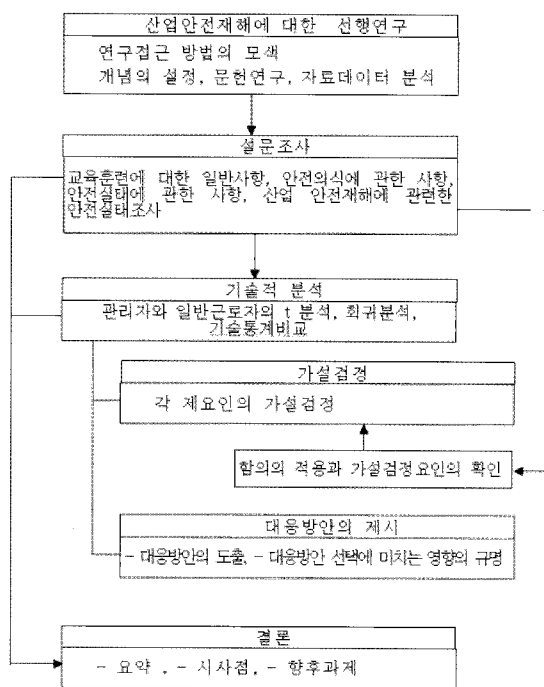 산업안전재해에 대한 선행연구
연구접근 방법의 모색
개념의 설정, 문헌연구, 자료데이터 분석
설문조사
교육훈련에 대한 일반사항, 안전의식에 관한 사항,
안전실태에 관한 사항, 산업 안전재해에 관련한
안전실태조사
기술적 분석
관리자와 일반근로자의 t 분석, 회귀분석,
기술통계비교
가설검정
각 제요인의 가설검정
함의의 적용과 가설검정요인의 확인
대응방안의 제시
- 대응방안의 도출, - 대응방안 선택에 미치는 영향의 규명
결론
- 요약 , - 시사점, - 향후과제